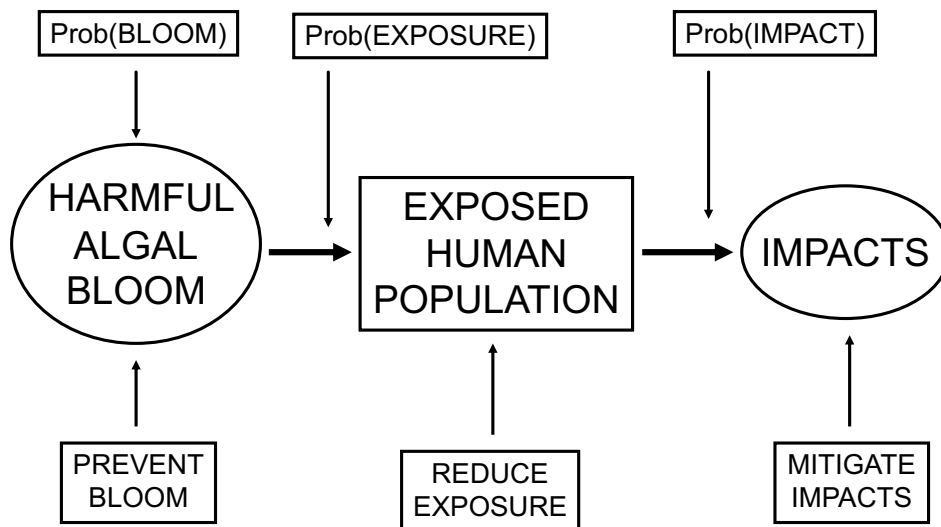 Prob(BLOOM)
Prob(EXPOSURE)
Prob(IMPACT)
HARMFUL
ALGAL
BLOOM
EXPOSED
HUMAN
POPULATION
IMPACTS
PREVENT
BLOOM
REDUCE
EXPOSURE
MITIGATE
IMPACTS